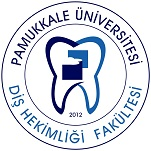 PAMUKKALE ÜNİVERSİTESİ
2012
DİŞ HEKİMLİĞİ FAKÜLTESİ